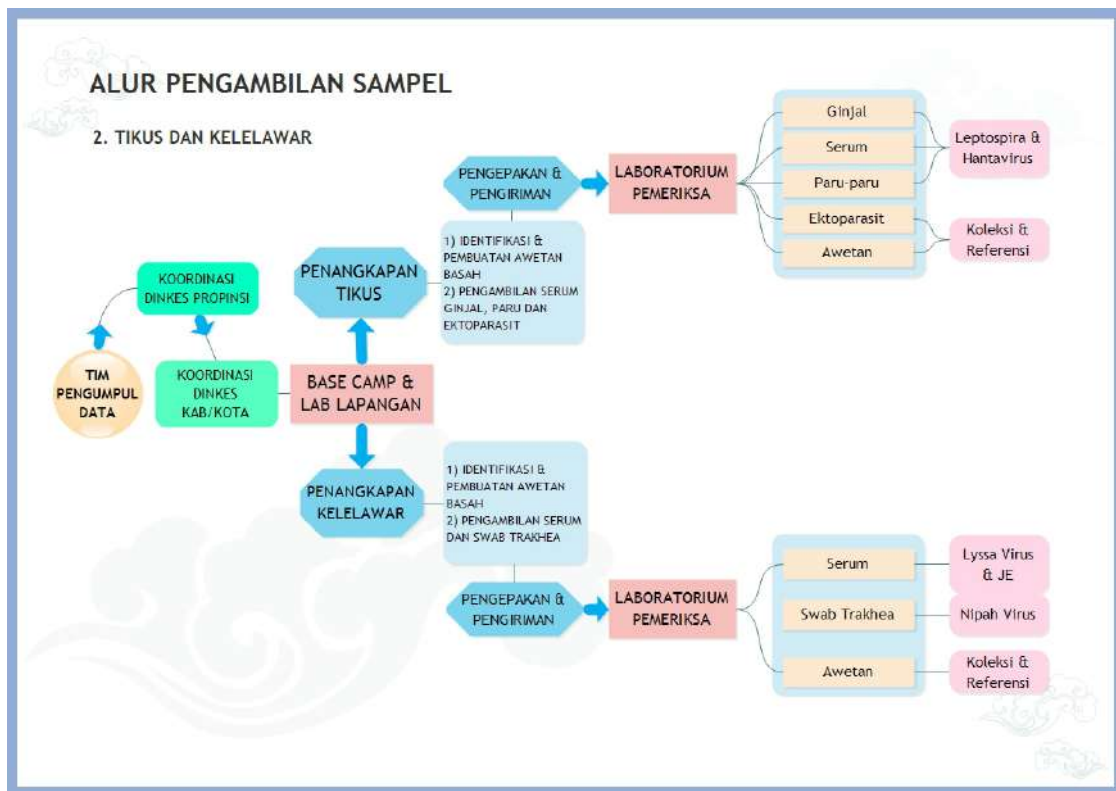 ALUR PENGAMBILAN SAMPEL
2. TIKUS DAN KELELAWAR
TIM
PENGUMPUL
DATA
KOORDINASI
DINKES PROPINSI
KOORDINASI
DINKES
KAB/KOTA
BASE CAMP &
LAB LAPANGAN
PENANGKAPAN
TIKUS
1) IDENTIFIKASI &
PEMBUATAN AWETAN
BASAH
2) PENGAMBILAN SERUM
GINJAL, PARU DAN
EKTOPARASIT
PENGEPAKAN &
PENGIRIMAN
LABORATORIUM
PEMERIKSA
Ginjal
Serum
Paru-paru
Ektoparasit
Awetan
Leptospira &
Hantavirus
Koleksi &
Referensi
PENANGKAPAN
KELELAWAR
1) IDENTIFIKASI &
PEMBUATAN AWETAN
BASAH
2) PENGAMBILAN SERUM
DAN SWAB TRAKHEA
PENGEPAKAN &
PENGIRIMAN
LABORATORIUM
PEMERIKSA
Serum
Swab Trakhea
Awetan
Lyssa Virus
& JE
Nipah Virus
Koleksi &
Referensi